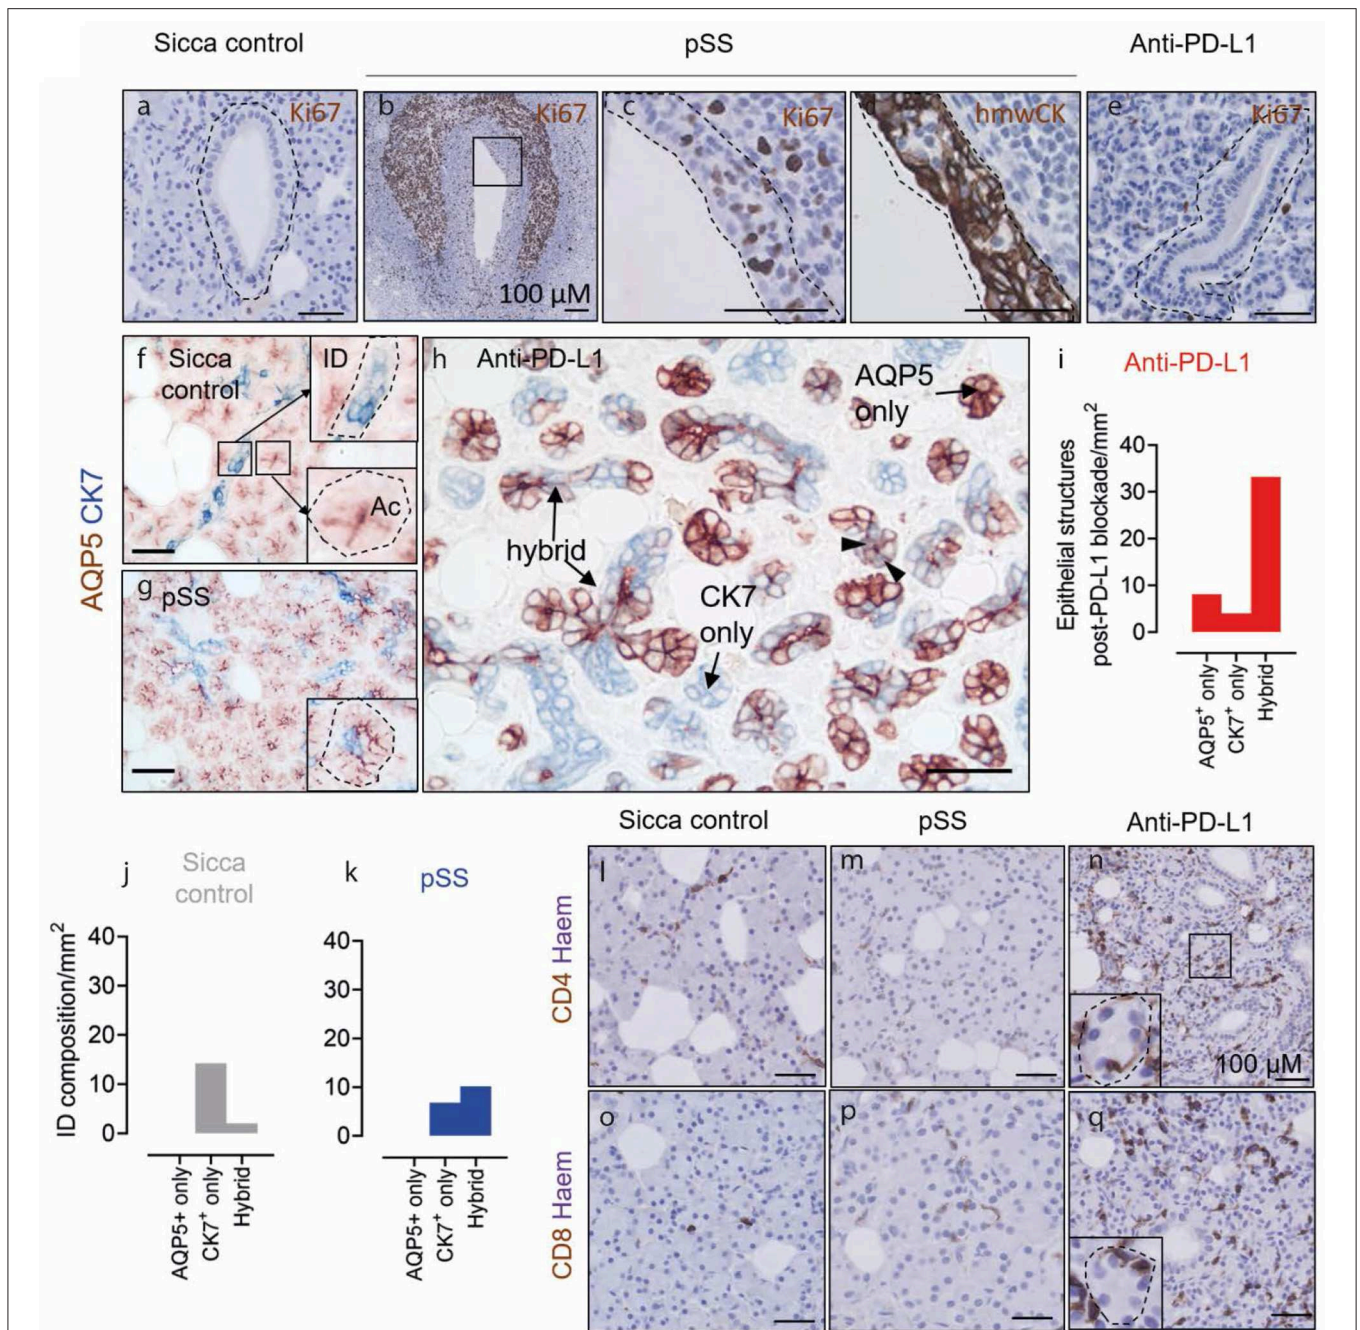 Sicca control
pSS
Anti-PD-L1
a
Ki67
b
Ki67
100 µM
c
Ki67
d
hmwCK
e
Ki67
AQP5 CK7
f
Sicca
control
ID
Ac
g
pSS
h
Anti-PD-L1
AQP5
only
hybrid
CK7
only
i
Anti-PD-L1
Epithelial structures
post-PD-L1 blockade/mm²
40
30
20
10
0
AQP5⁺ only
CK7⁺ only
Hybrid
j
Sicca
control
ID composition/mm²
40
30
20
10
0
AQP5+ only
CK7⁺ only
Hybrid
k
pSS
40
30
20
10
0
AQP5⁺ only
CK7⁺ only
Hybrid
Sicca control
pSS
Anti-PD-L1
CD4 Haem
l
m
n
100 µM
CD8 Haem
o
p
q